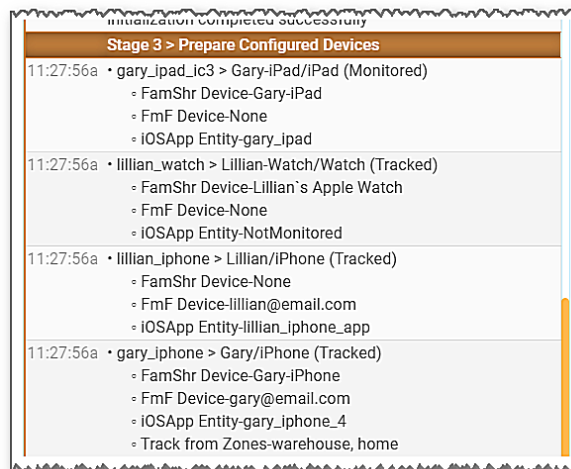 initialization completed successfully
Stage 3 > Prepare Configured Devices
11:27:56a • gary_ipad_ic3 > Gary-iPad/iPad (Monitored)
◦ FamShr Device-Gary-iPad
◦ FmF Device-None
◦ iOSApp Entity-gary_ipad
11:27:56a • lillian_watch > Lillian-Watch/Watch (Tracked)
◦ FamShr Device-Lillian`s Apple Watch
◦ FmF Device-None
◦ iOSApp Entity-NotMonitored
11:27:56a • lillian_iphone > Lillian/iPhone (Tracked)
◦ FamShr Device-None
◦ FmF Device-lillian@email.com
◦ iOSApp Entity-lillian_iphone_app
11:27:56a • gary_iphone > Gary/iPhone (Tracked)
◦ FamShr Device-Gary-iPhone
◦ FmF Device-gary@email.com
◦ iOSApp Entity-gary_iphone_4
◦ Track from Zones-warehouse, home